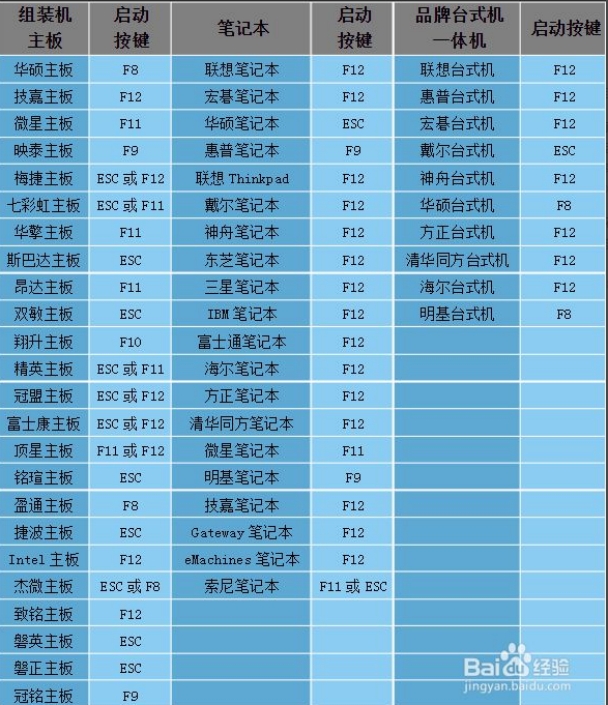 组装机主板 启动按键 笔记本 启动按键 品牌台式机一体机 启动按键
华硕主板 F8 联想笔记本 F12 联想台式机 F12
技嘉主板 F12 宏碁笔记本 F12 惠普台式机 F12
微星主板 F11 华硕笔记本 ESC 宏碁台式机 F12
映泰主板 F9 惠普笔记本 F9 戴尔台式机 ESC
梅捷主板 ESC 或 F12 联想 Thinkpad F12 神舟台式机 F12
七彩虹主板 ESC 或 F11 戴尔笔记本 F12 华硕台式机 F8
华擎主板 F11 神舟笔记本 F12 方正台式机 F12
斯巴达主板 ESC 东芝笔记本 F12 清华同方台式机 F12
昂达主板 F11 三星笔记本 F12 海尔台式机 F12
双敏主板 ESC IBM 笔记本 F12 明基台式机 F8
翔升主板 F10 富士通笔记本 F12
精英主板 ESC 或 F11 海尔笔记本 F12
冠盟主板 ESC 或 F12 方正笔记本 F12
富士康主板 ESC 或 F12 清华同方笔记本 F12
顶星主板 F11 或 F12 微星笔记本 F11
铭瑄主板 ESC 明基笔记本 F9
盈通主板 F8 技嘉笔记本 F12
捷波主板 ESC Gateway 笔记本 F12
Intel 主板 F12 eMachines 笔记本 F12
杰微主板 ESC 或 F8 索尼笔记本 F11 或 ESC
致铭主板 F12
磐英主板 ESC
磐正主板 ESC
冠铭主板 F9
Baidu 经验
jingyan.baidu.com